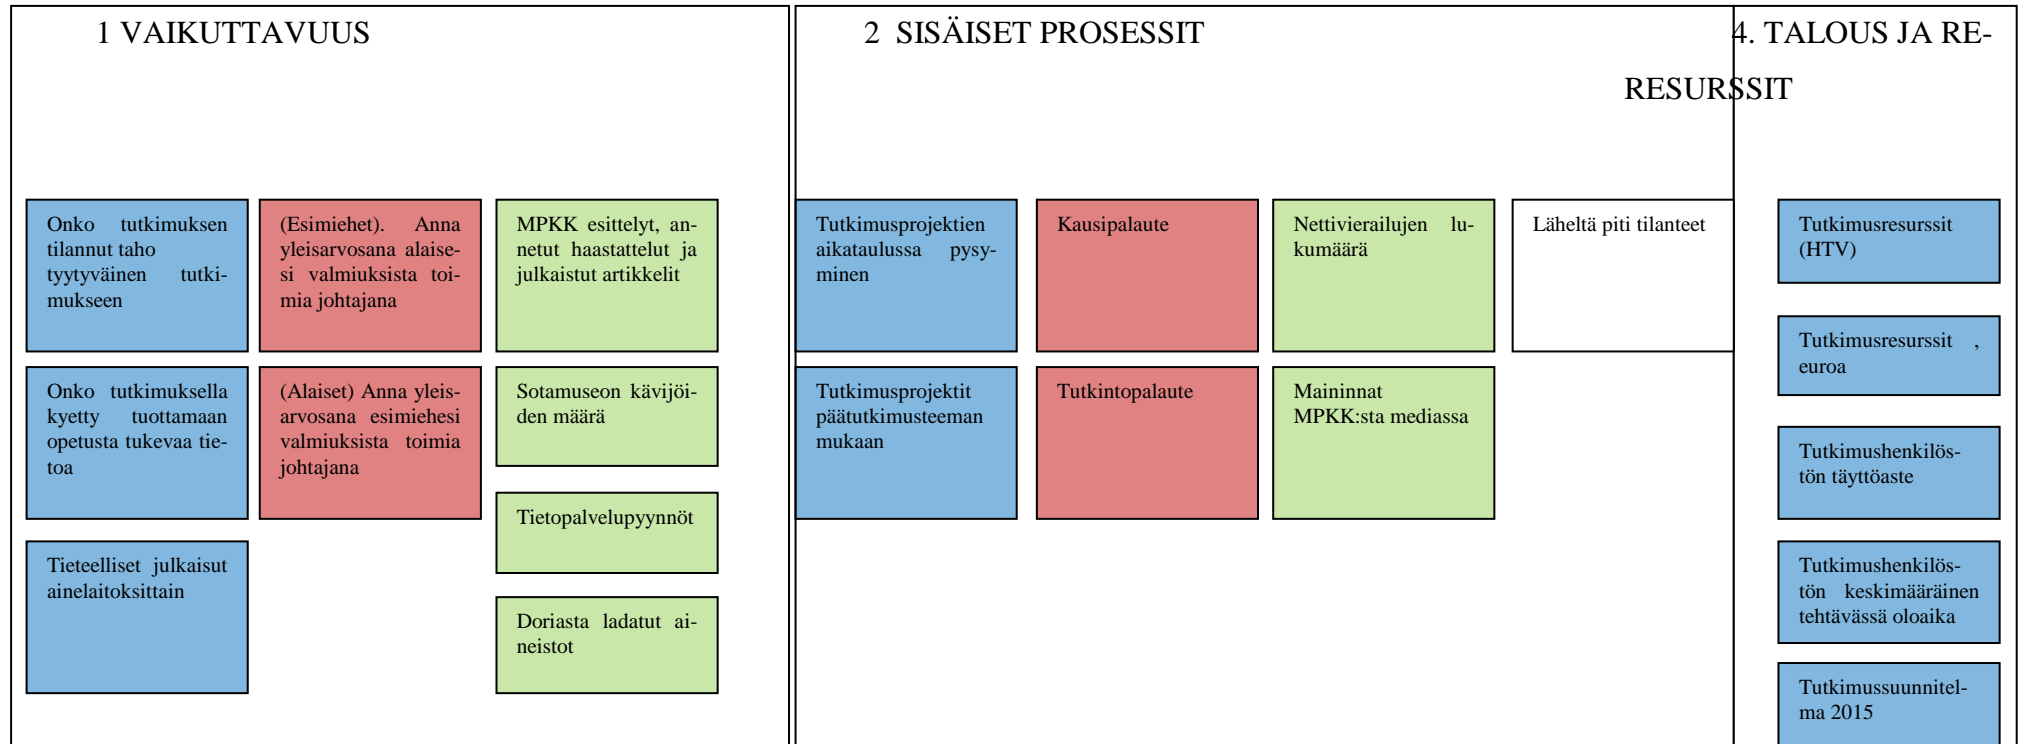 1 VAIKUTTAVUUS
2 SISÄISET PROSESSIT
4. TALOUS JA RE-
RESURSSIT
Onko tutkimuksen
tilannut taho
tyytyväinen tutki-
mukseen
(Esimiehet). Anna
yleisarvosana alaise-
si valmiuksista toi-
mia johtajana
MPKK esittelyt, an-
netut haastattelut ja
julkaistut artikkelit
Tutkimusprojektien
aikataulussa pysy-
minen
Kausipalaute
Nettivierailujen lu-
kumäärä
Läheltä piti tilanteet
Tutkimusresurssit
(HTV)
Tutkimusresurssit ,
euroa
Onko tutkimuksella
kyetty tuottamaan
opetusta tukevaa tie-
toa
(Alaiset) Anna yleis-
arvosana esimiehesi
valmiuksista toimia
johtajana
Sotamuseon kävijöi-
den määrä
Tutkimusprojektit
päätutkimusteeman
mukaan
Tutkintopalaute
Maininnat
MPKK:sta mediassa
Tutkimushenkilös-
tön täyttöaste
Tietopalvelupyynnöt
Tieteelliset julkaisut
ainelaitoksittain
Doriasta ladatut ai-
neistot
Tutkimushenkilös-
tön keskimääräinen
tehtävässä oloaika
Tutkimussuunnitel-
ma 2015